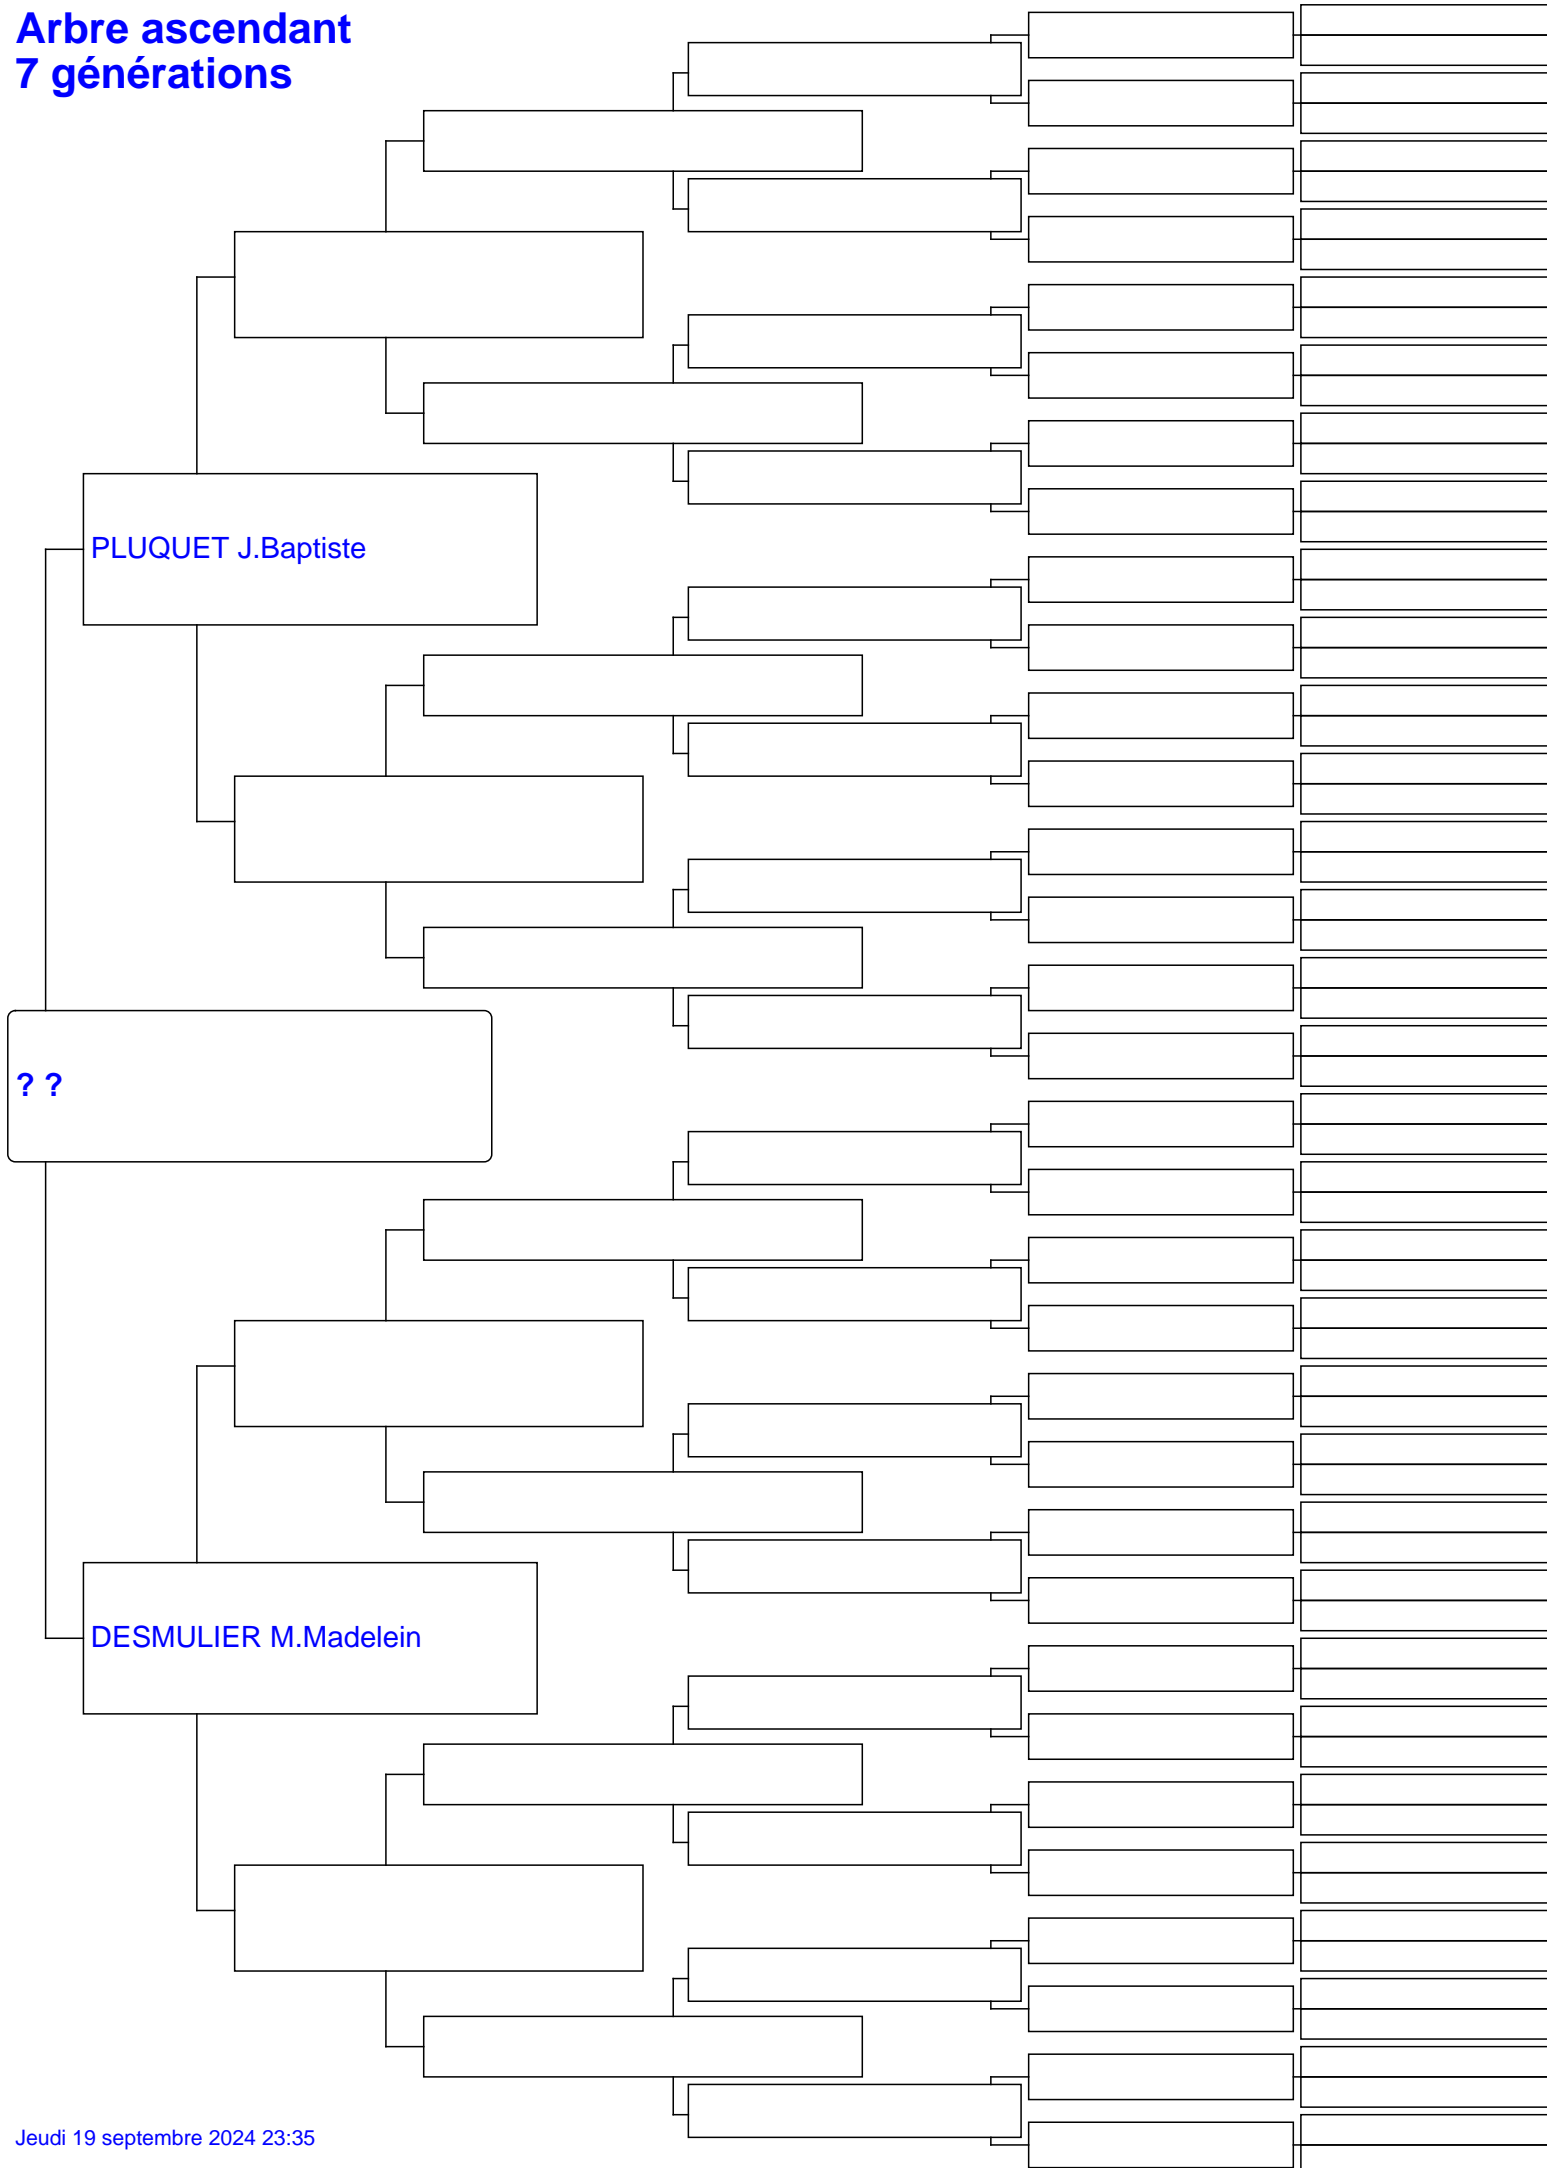 Arbre ascendant
7 générations
PLUQUET J.Baptiste
? ?
DESMULIER M.Madelein
Jeudi 19 septembre 2024 23:35